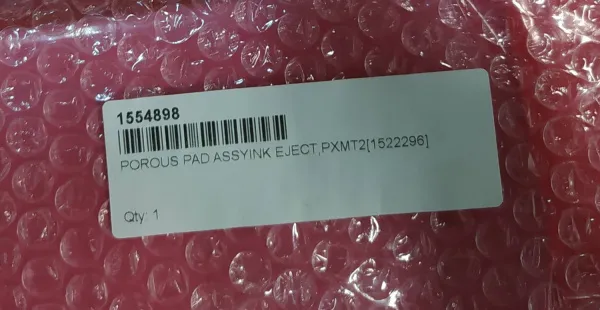 1554898
POROUS PAD ASSYINK EJECT,PXMT2[1522296]
Qty: 1